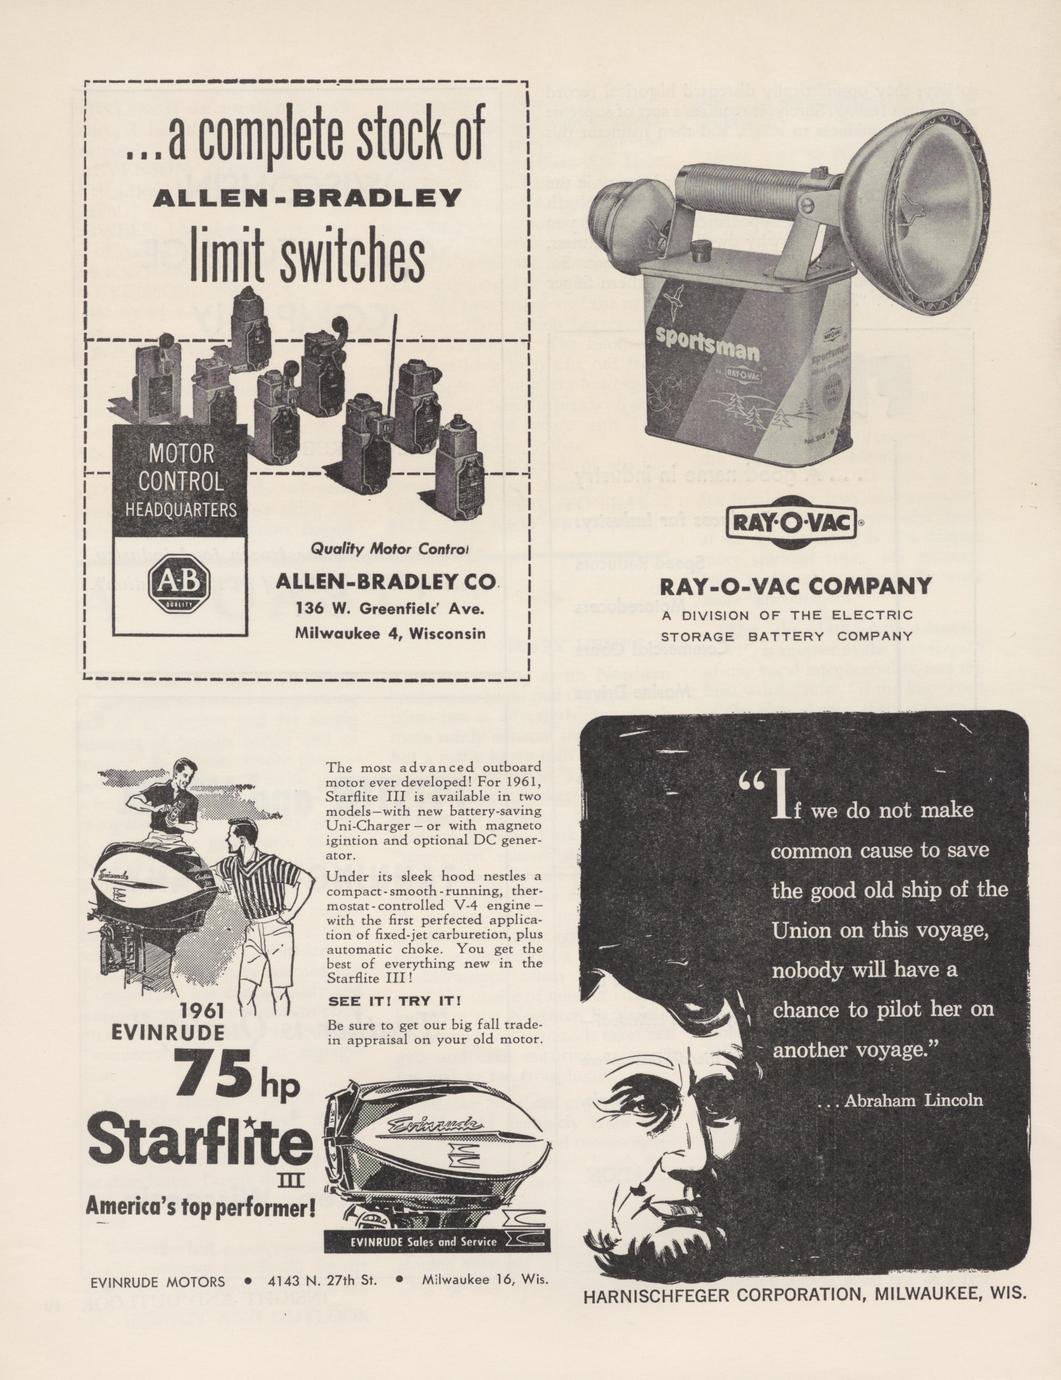 ...a complete stock of
ALLEN-BRADLEY
limit switches
MOTOR
CONTROL
HEADQUARTERS
A-B
QUALITY
Quality Motor Control
ALLEN-BRADLEY CO.
136 W. Greenfield Ave.
Milwaukee 4, Wisconsin
sportsman
BY RAY-O-VAC
sportsman
RAY-O-VAC
RAY-O-VAC COMPANY
A DIVISION OF THE ELECTRIC
STORAGE BATTERY COMPANY
Evinrude
1961
EVINRUDE
75 hp
Starflite
III
America's top performer!
The most advanced outboard
motor ever developed! For 1961,
Starflite III is available in two
models—with new battery-saving
Uni-Charger — or with magneto
igintion and optional DC gener-
ator.
Under its sleek hood nestles a
compact-smooth-running, ther-
mostat-controlled V-4 engine —
with the first perfected applica-
tion of fixed-jet carburetion, plus
automatic choke. You get the
best of everything new in the
Starflite III!
SEE IT! TRY IT!
Be sure to get our big fall trade-
in appraisal on your old motor.
Evinrude
EVINRUDE Sales and Service
EVINRUDE MOTORS • 4143 N. 27th St. • Milwaukee 16, Wis.
“If we do not make
common cause to save
the good old ship of the
Union on this voyage,
nobody will have a
chance to pilot her on
another voyage.”
...Abraham Lincoln
HARNISCHFEGER CORPORATION, MILWAUKEE, WIS.